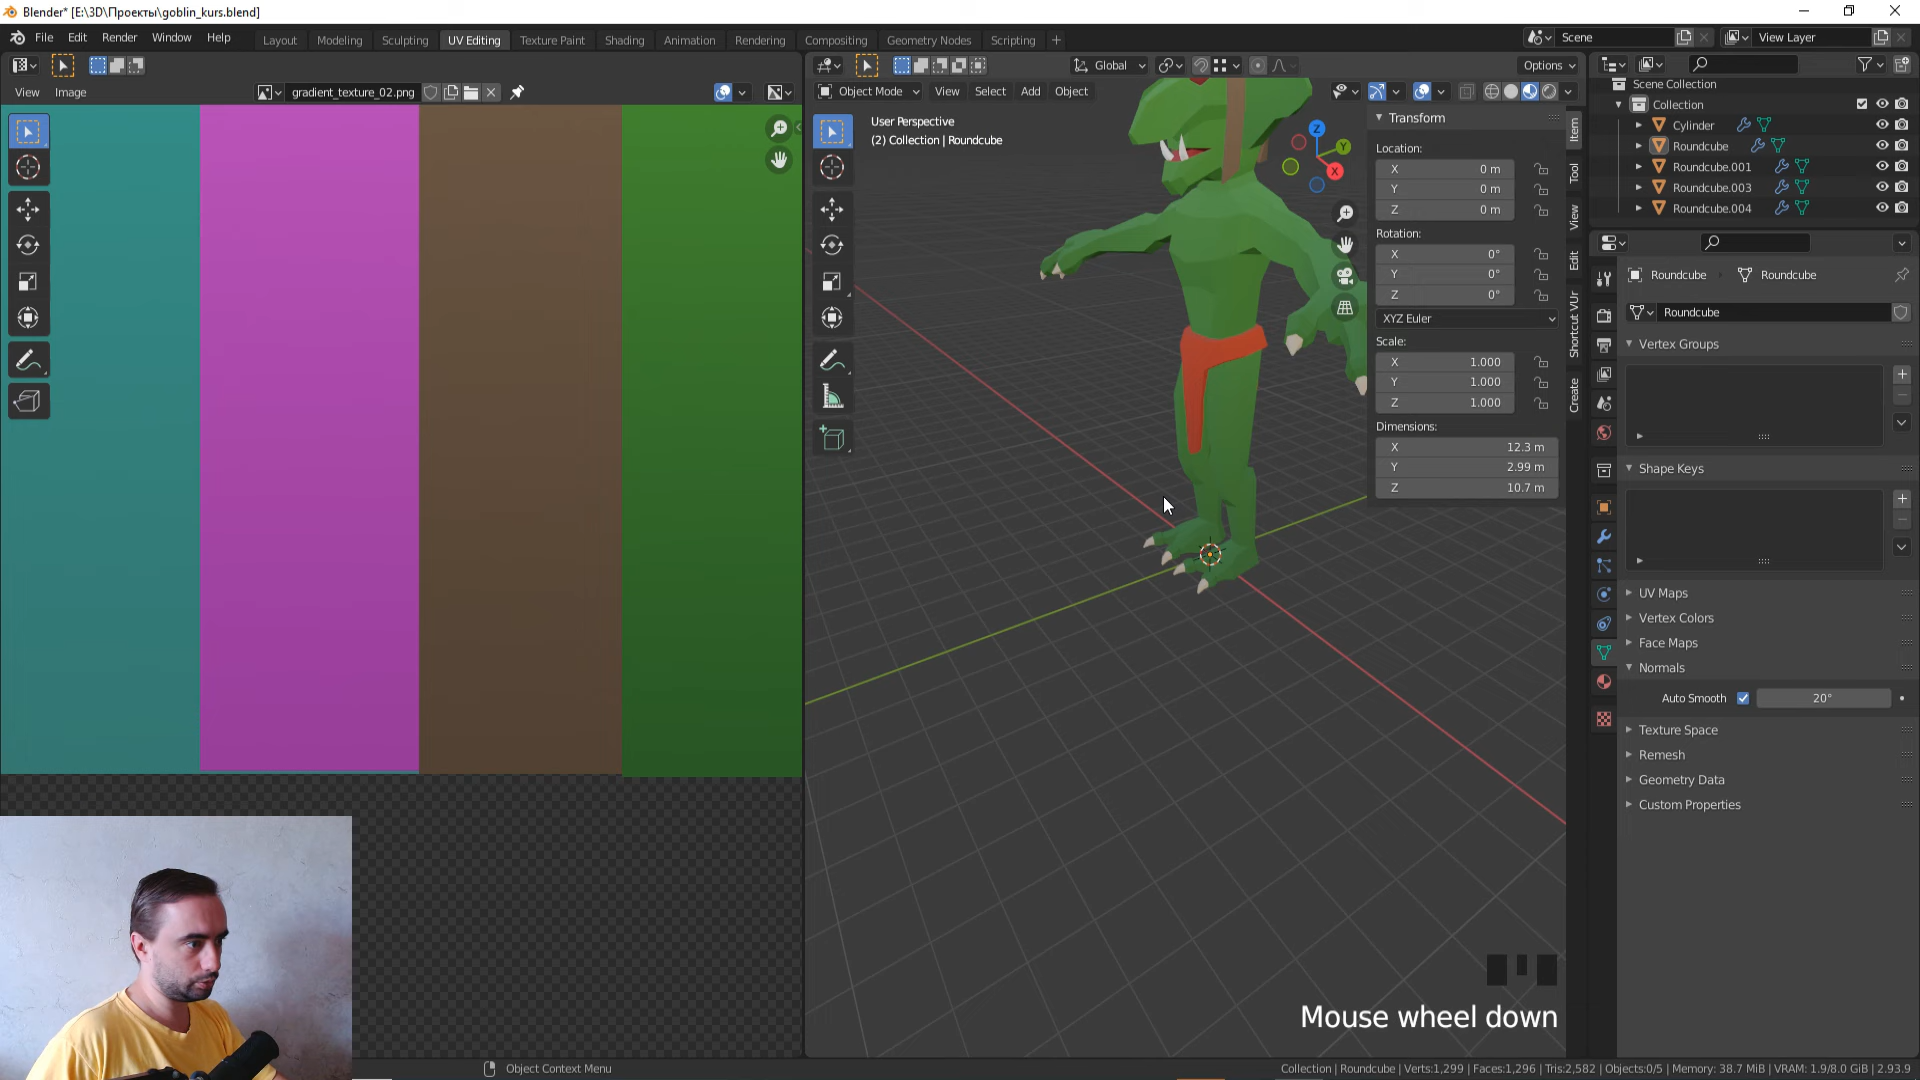 Blender* [E:\3D\Проекты\goblin_kurs.blend]
File Edit Render Window Help Layout Modeling Sculpting UV Editing Texture Paint Shading Animation Rendering Compositing Geometry Nodes Scripting + Scene View Layer
Global Options
View Image gradient_texture_02.png Object Mode View Select Add Object
Scene Collection
Collection
Cylinder
Roundcube
Roundcube.001
Roundcube.003
Roundcube.004
User Perspective
(2) Collection | Roundcube
Z
Y
X
Transform
Location:
X 0 m
Y 0 m
Z 0 m
Rotation:
X 0°
Y 0°
Z 0°
XYZ Euler
Scale:
X 1.000
Y 1.000
Z 1.000
Dimensions:
X 12.3 m
Y 2.99 m
Z 10.7 m
Item
Tool
View
Edit
Shortcut VUr
Create
Roundcube Roundcube
Roundcube
Vertex Groups
Shape Keys
UV Maps
Vertex Colors
Face Maps
Normals
Auto Smooth 20°
Texture Space
Remesh
Geometry Data
Custom Properties
Mouse wheel down
Object Context Menu
Collection | Roundcube | Verts:1,299 | Faces:1,296 | Tris:2,582 | Objects:0/5 | Memory: 38.7 MiB | VRAM: 1.9/8.0 GiB | 2.93.9